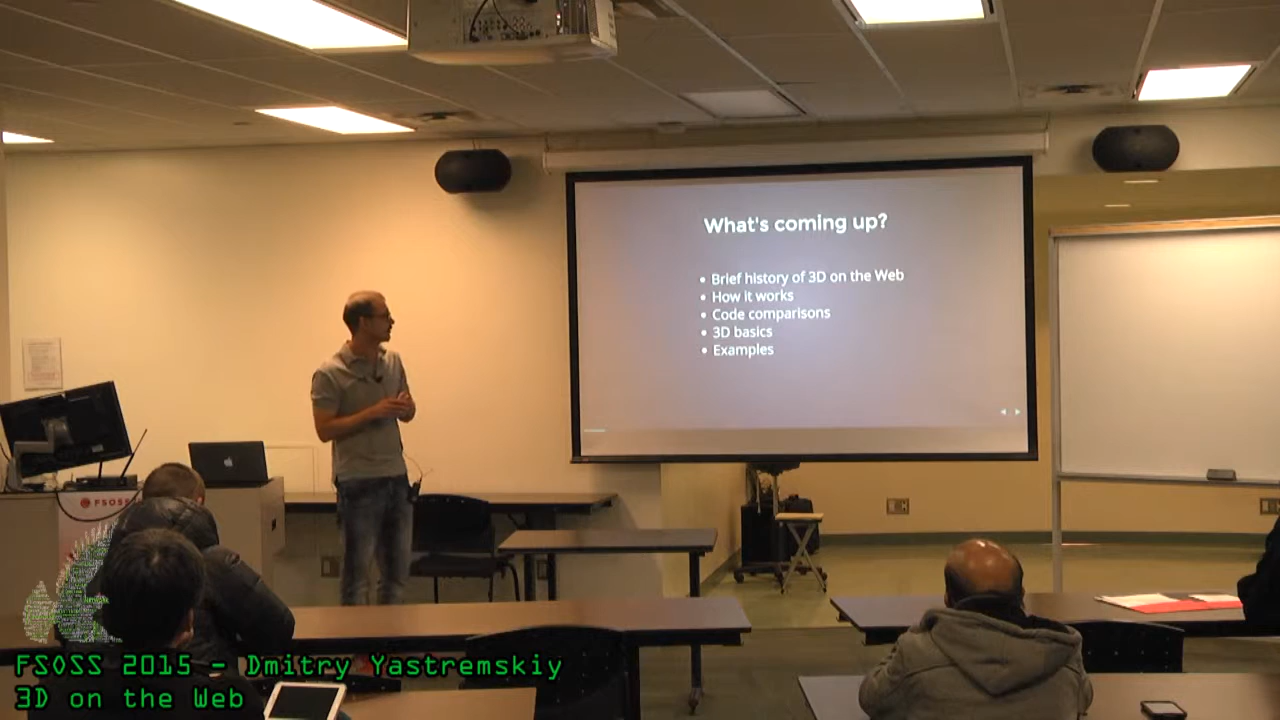 What's coming up?
Brief history of 3D on the Web
How it works
Code comparisons
3D basics
Examples
FSOSS
FSOSS 2015 - Dmitry Yastremskiy
3D on the Web